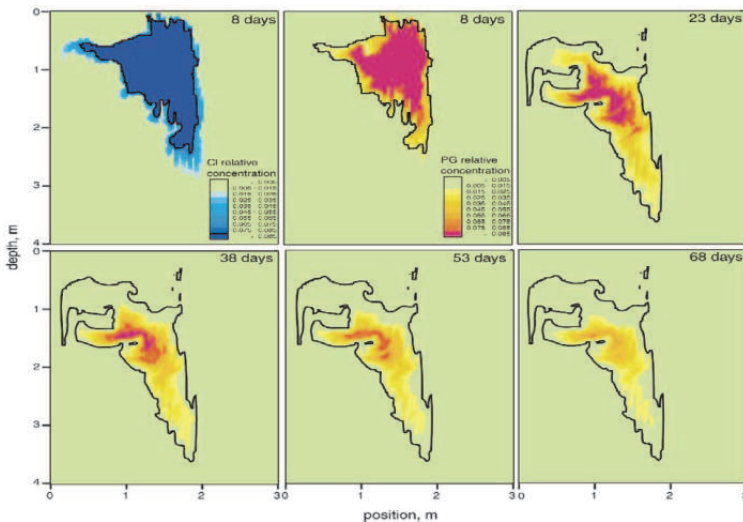 8 days
8 days
23 days
Cl relative
concentration
PG relative
concentration
38 days
53 days
68 days
depth, m
0
1
2
3
4
0
1
2
3
4
0 1 2 3
0 1 2 3
0 1 2
position, m